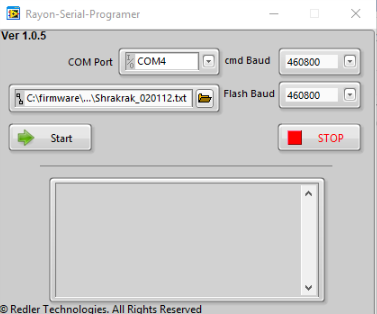 Rayon-Serial-Programer
Ver 1.0.5
COM Port COM4 cmd Baud 460800
C:\firmware\...\Shrakrak_020112.txt Flash Baud 460800
Start STOP
© Redler Technologies. All Rights Reserved